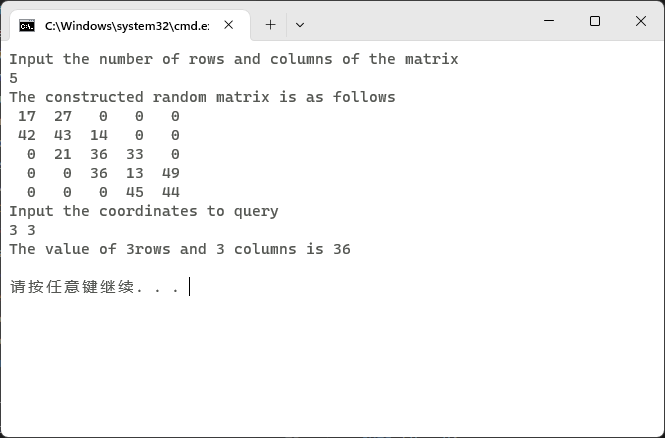 C:\Windows\system32\cmd.e
Input the number of rows and columns of the matrix
5
The constructed random matrix is as follows
17 27 0 0 0
42 43 14 0 0
0 21 36 33 0
0 0 36 13 49
0 0 0 45 44
Input the coordinates to query
3 3
The value of 3rows and 3 columns is 36
请按任意键继续. . .